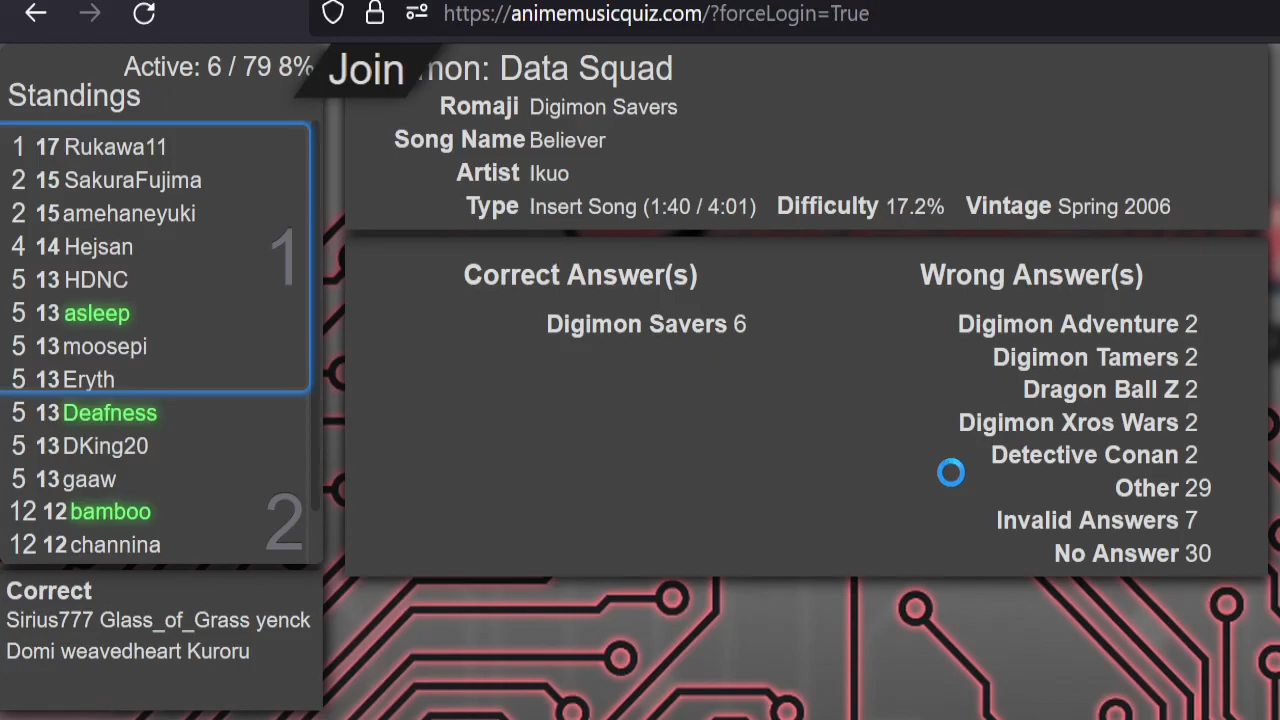 https://animemusicquiz.com/?forceLogin=True
Active: 6 / 79 8%
Join
mon: Data Squad
Standings
Romaji Digimon Savers
Song Name Believer
Artist Ikuo
Type Insert Song (1:40 / 4:01) Difficulty 17.2% Vintage Spring 2006
1 17 Rukawa11
2 15 SakuraFujima
2 15 amehaneyuki
4 14 Hejsan
5 13 HDNC
5 13 asleep
5 13 moosepi
5 13 Eryth
1
5 13 Deafness
5 13 DKing20
5 13 gaaw
12 12 bamboo
12 12 channina
2
Correct Answer(s)
Digimon Savers 6
Wrong Answer(s)
Digimon Adventure 2
Digimon Tamers 2
Dragon Ball Z 2
Digimon Xros Wars 2
Detective Conan 2
Other 29
Invalid Answers 7
No Answer 30
Correct
Sirius777 Glass_of_Grass yenck
Domi weavedheart Kuroru